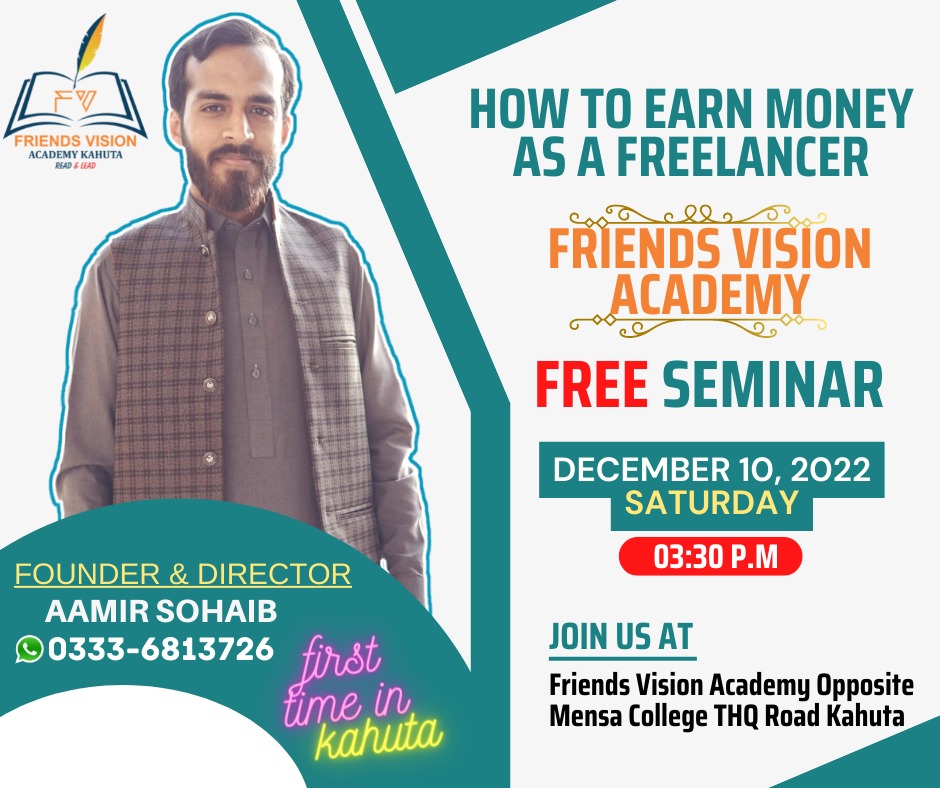 FV
FRIENDS VISION
ACADEMY KAHUTA
READ & LEAD
HOW TO EARN MONEY
AS A FREELANCER
FRIENDS VISION
ACADEMY
FREE SEMINAR
DECEMBER 10, 2022
SATURDAY
03:30 P.M
JOIN US AT
Friends Vision Academy Opposite
Mensa College THQ Road Kahuta
FOUNDER & DIRECTOR
AAMIR SOHAIB
0333-6813726
first
time in
kahuta